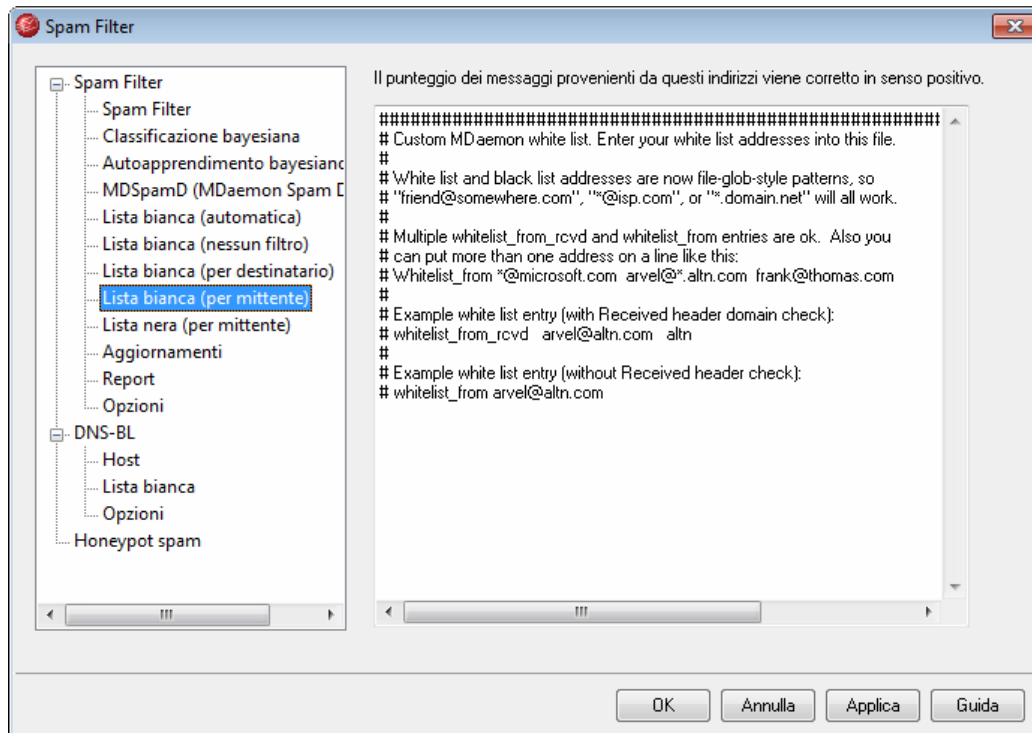 Spam Filter
Spam Filter
Spam Filter
Classificazione bayesiana
Autoapprendimento bayesiano
MDSpamD (MDaemon Spam D
Lista bianca (automatica)
Lista bianca (nessun filtro)
Lista bianca (per destinatario)
Lista bianca (per mittente)
Lista nera (per mittente)
Aggiornamenti
Report
Opzioni
DNS-BL
Host
Lista bianca
Opzioni
Honeypot spam
Il punteggio dei messaggi provenienti da questi indirizzi viene corretto in senso positivo.
########################################################
# Custom MDaemon white list. Enter your white list addresses into this file.
#
# White list and black list addresses are now file-glob-style patterns, so
# "friend@somewhere.com", "*@isp.com", or "*.domain.net" will all work.
#
# Multiple whitelist_from_rcvd and whitelist_from entries are ok. Also you
# can put more than one address on a line like this:
# Whitelist_from *@microsoft.com arvel@*.altn.com frank@thomas.com
#
# Example white list entry (with Received header domain check):
# whitelist_from_rcvd arvel@altn.com altn
#
# Example white list entry (without Received header check):
# whitelist_from arvel@altn.com
OK
Annulla
Applica
Guida